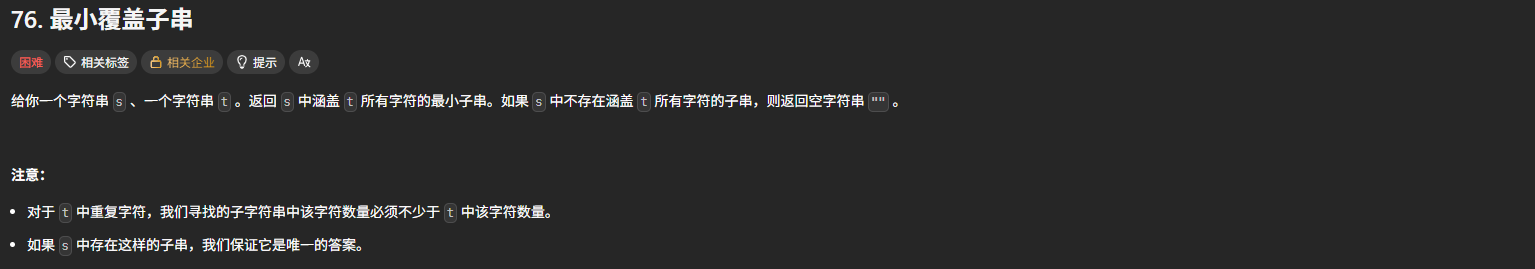 76. 最小覆盖子串
困难 相关标签 相关企业 提示 A文
给你一个字符串 s 、一个字符串 t 。返回 s 中涵盖 t 所有字符的最小子串。如果 s 中不存在涵盖 t 所有字符的子串，则返回空字符串 "" 。
注意：
• 对于 t 中重复字符，我们寻找的子字符串中该字符数量必须不少于 t 中该字符数量。
• 如果 s 中存在这样的子串，我们保证它是唯一的答案。